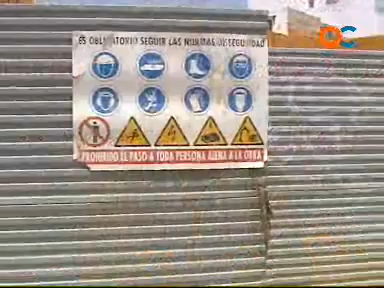 ES OBLIGATORIO SEGUIR LAS NORMAS DE SEGURIDAD
PROHIBIDO EL PASO A TODA PERSONA AJENA A LA OBRA